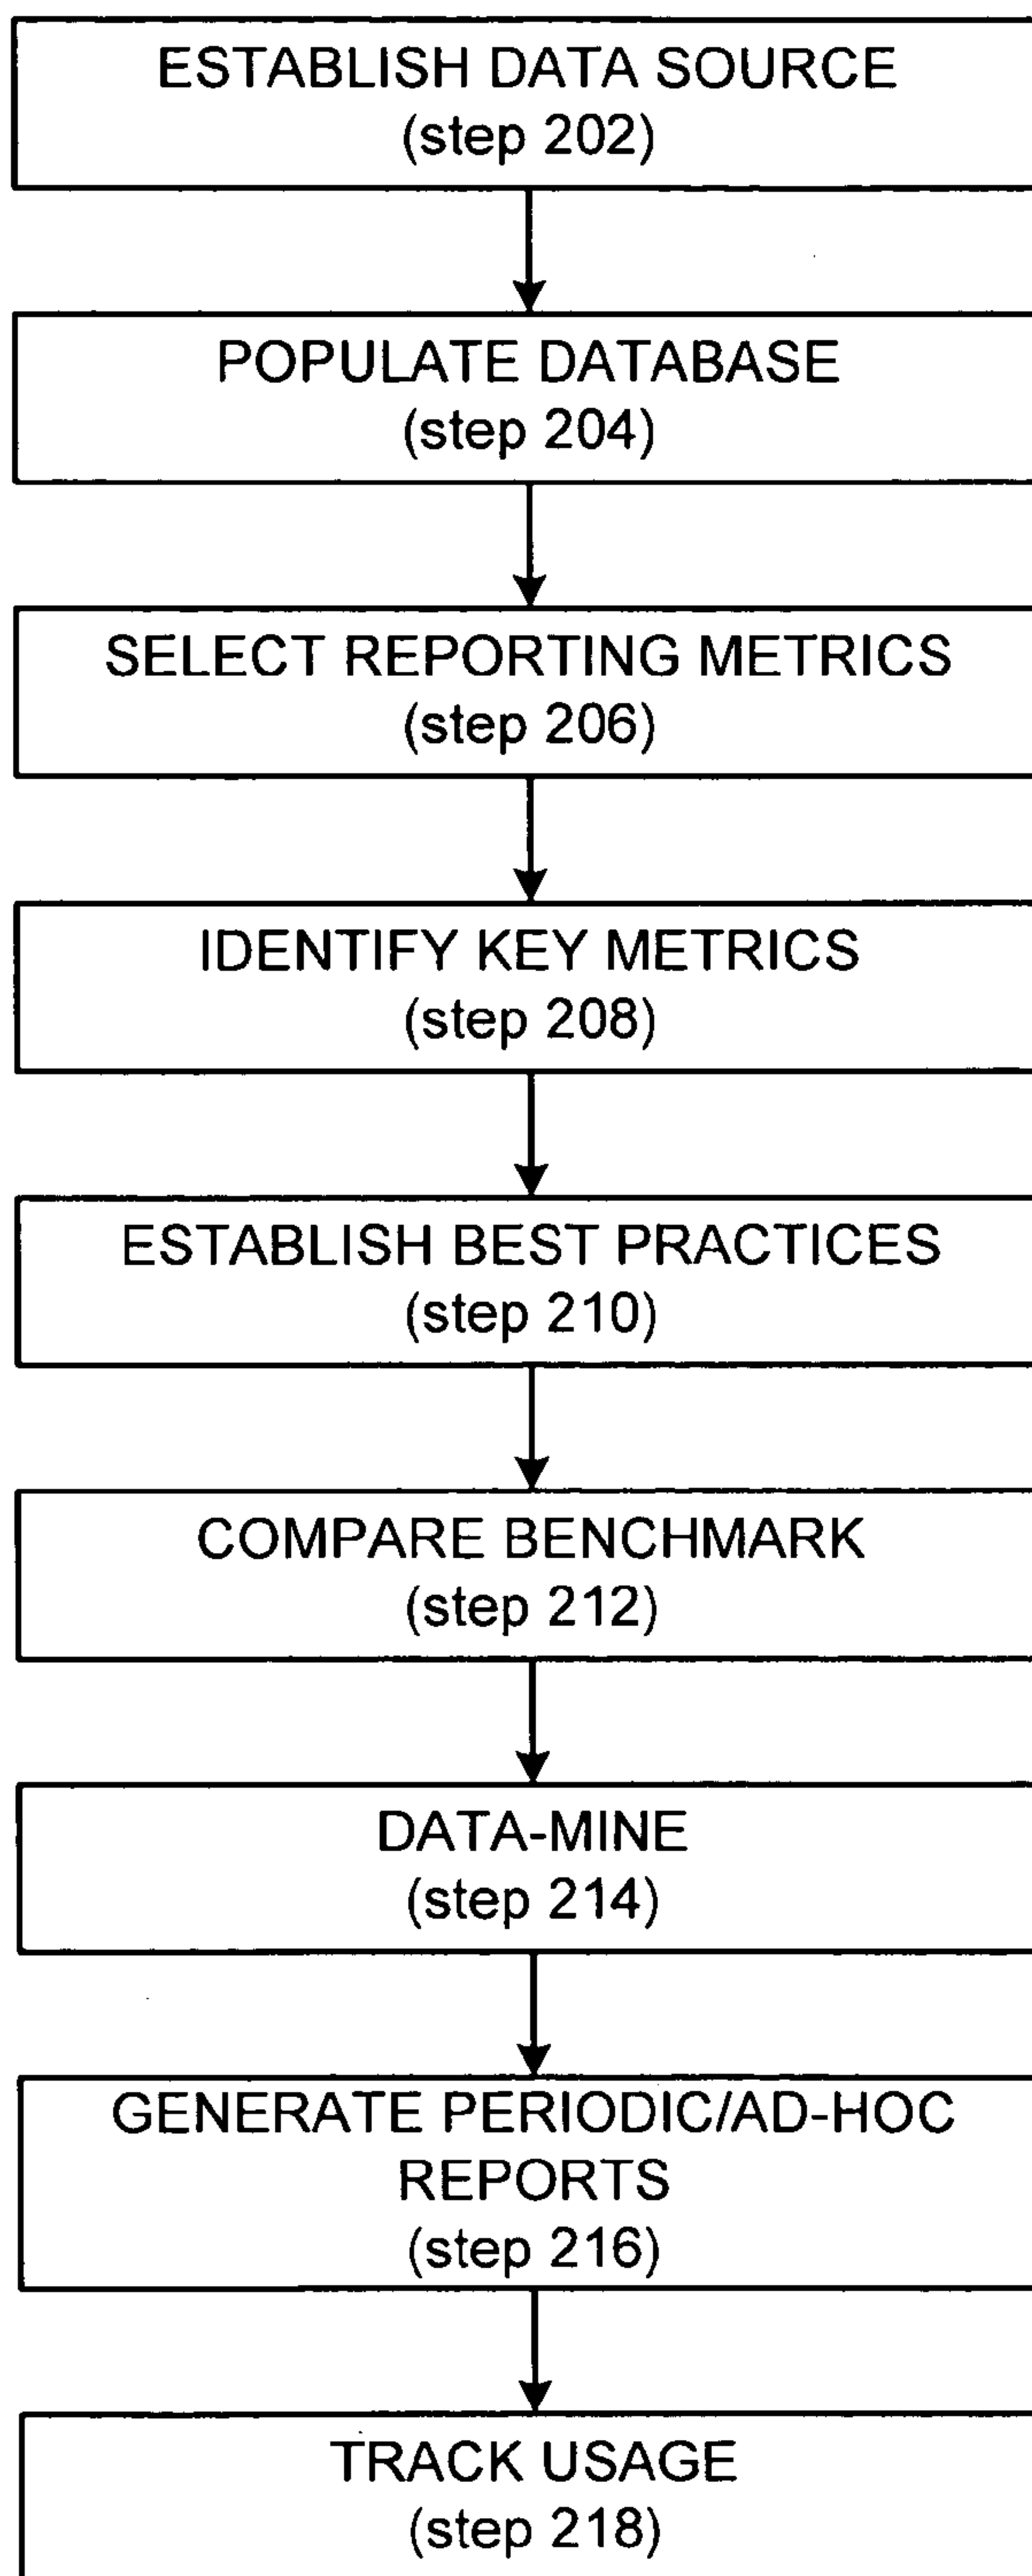 ESTABLISH DATA SOURCE
(step 202)
POPULATE DATABASE
(step 204)
SELECT REPORTING METRICS
(step 206)
IDENTIFY KEY METRICS
(step 208)
ESTABLISH BEST PRACTICES
(step 210)
COMPARE BENCHMARK
(step 212)
DATA-MINE
(step 214)
GENERATE PERIODIC/AD-HOC
REPORTS
(step 216)
TRACK USAGE
(step 218)